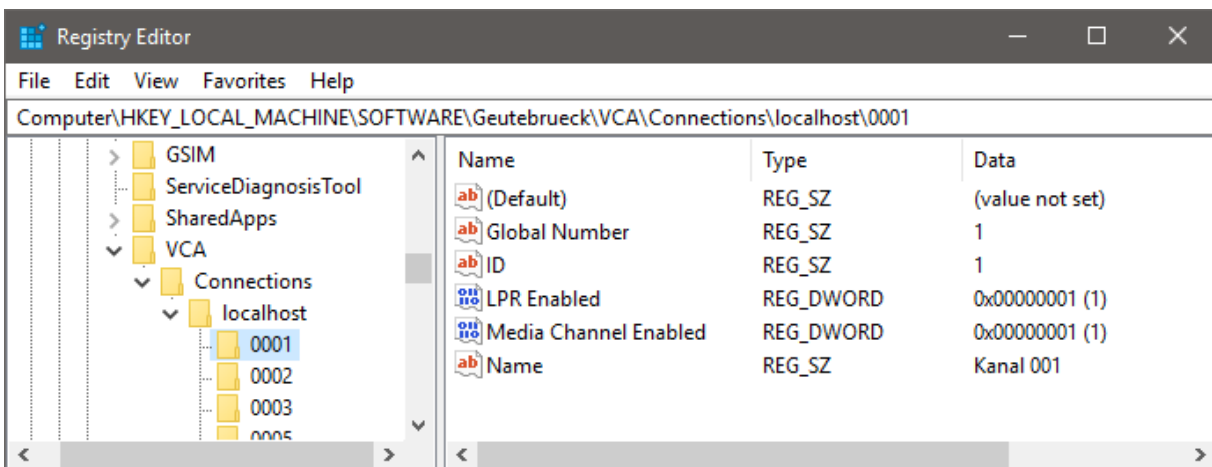 Registry Editor
File Edit View Favorites Help
Computer\HKEY_LOCAL_MACHINE\SOFTWARE\Geutebrueck\VCA\Connections\localhost\0001
GSIM
ServiceDiagnosisTool
SharedApps
VCA
Connections
localhost
0001
0002
0003
0005
Name Type Data
(Default) REG_SZ (value not set)
Global Number REG_SZ 1
ID REG_SZ 1
LPR Enabled REG_DWORD 0x00000001 (1)
Media Channel Enabled REG_DWORD 0x00000001 (1)
Name REG_SZ Kanal 001